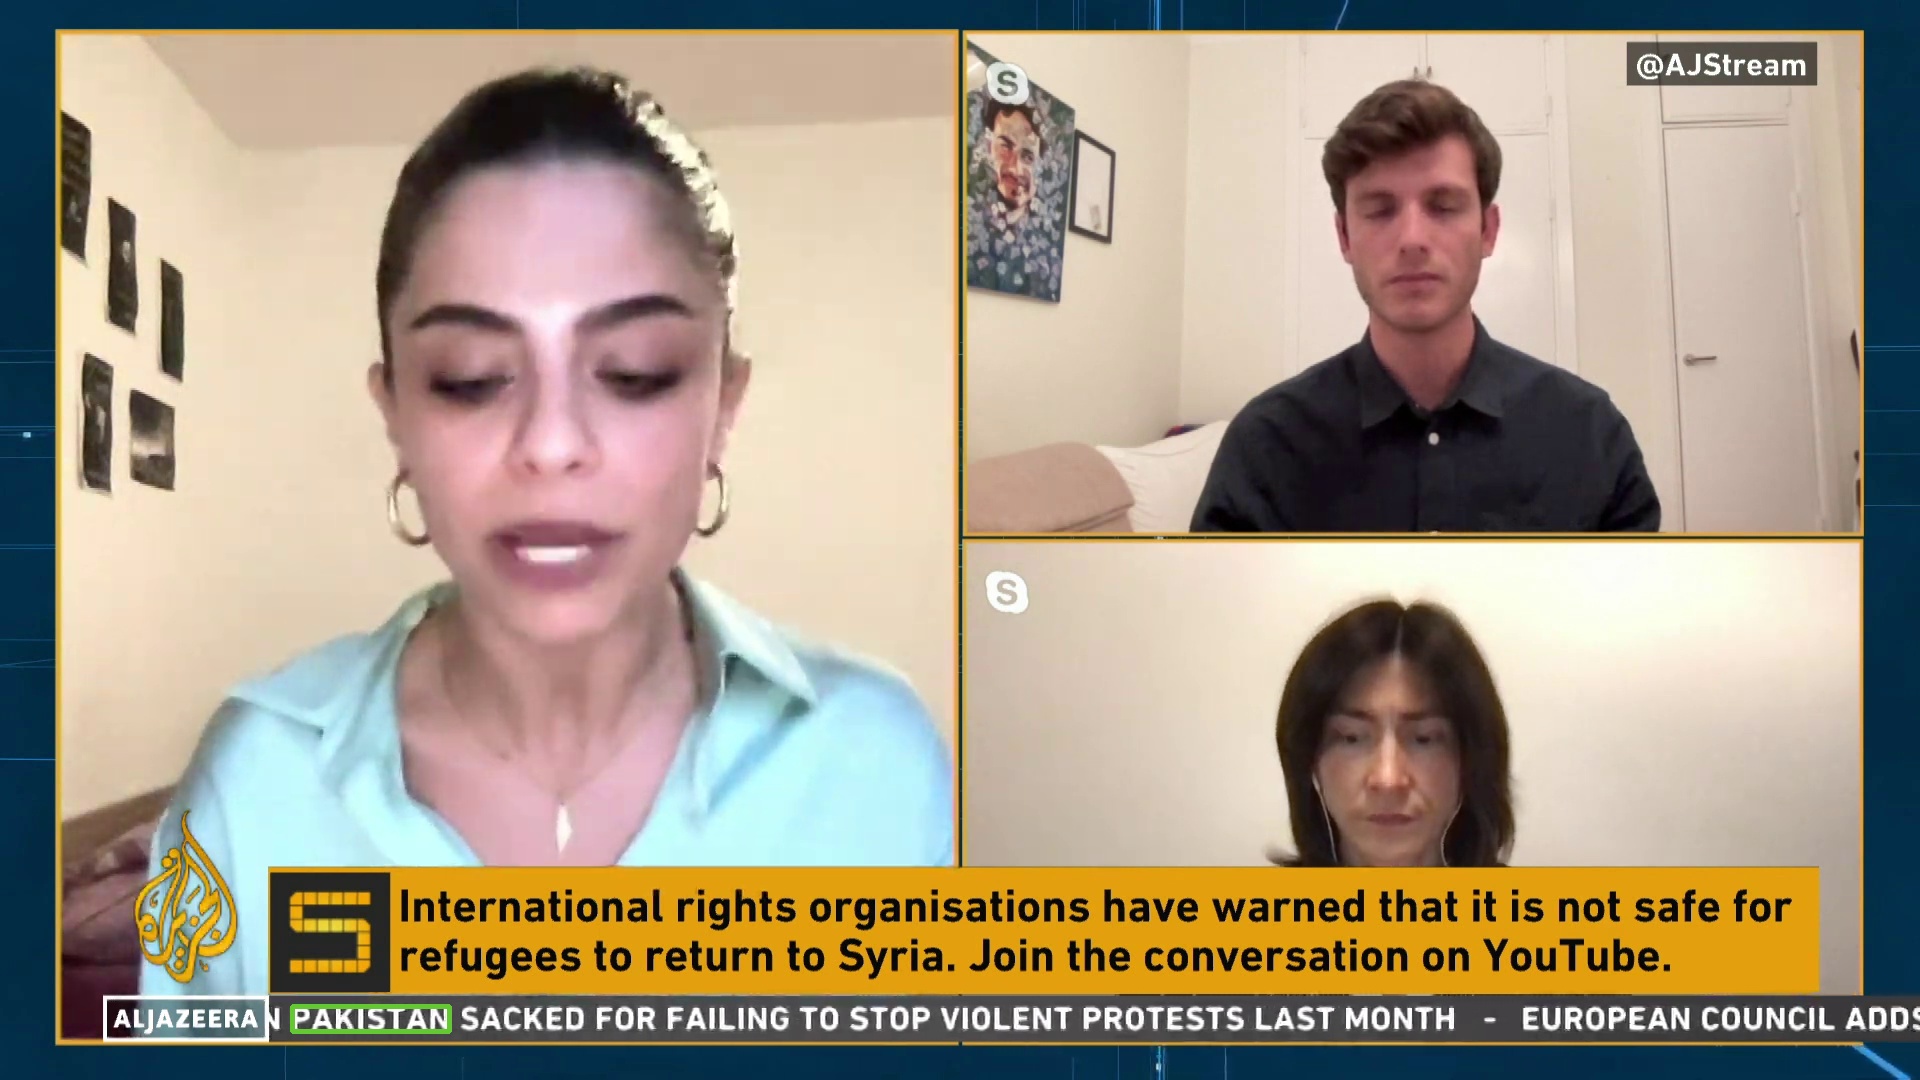 @AJStream
S
S
S International rights organisations have warned that it is not safe for
refugees to return to Syria. Join the conversation on YouTube.
ALJAZEERA N PAKISTAN SACKED FOR FAILING TO STOP VIOLENT PROTESTS LAST MONTH - EUROPEAN COUNCIL ADDS